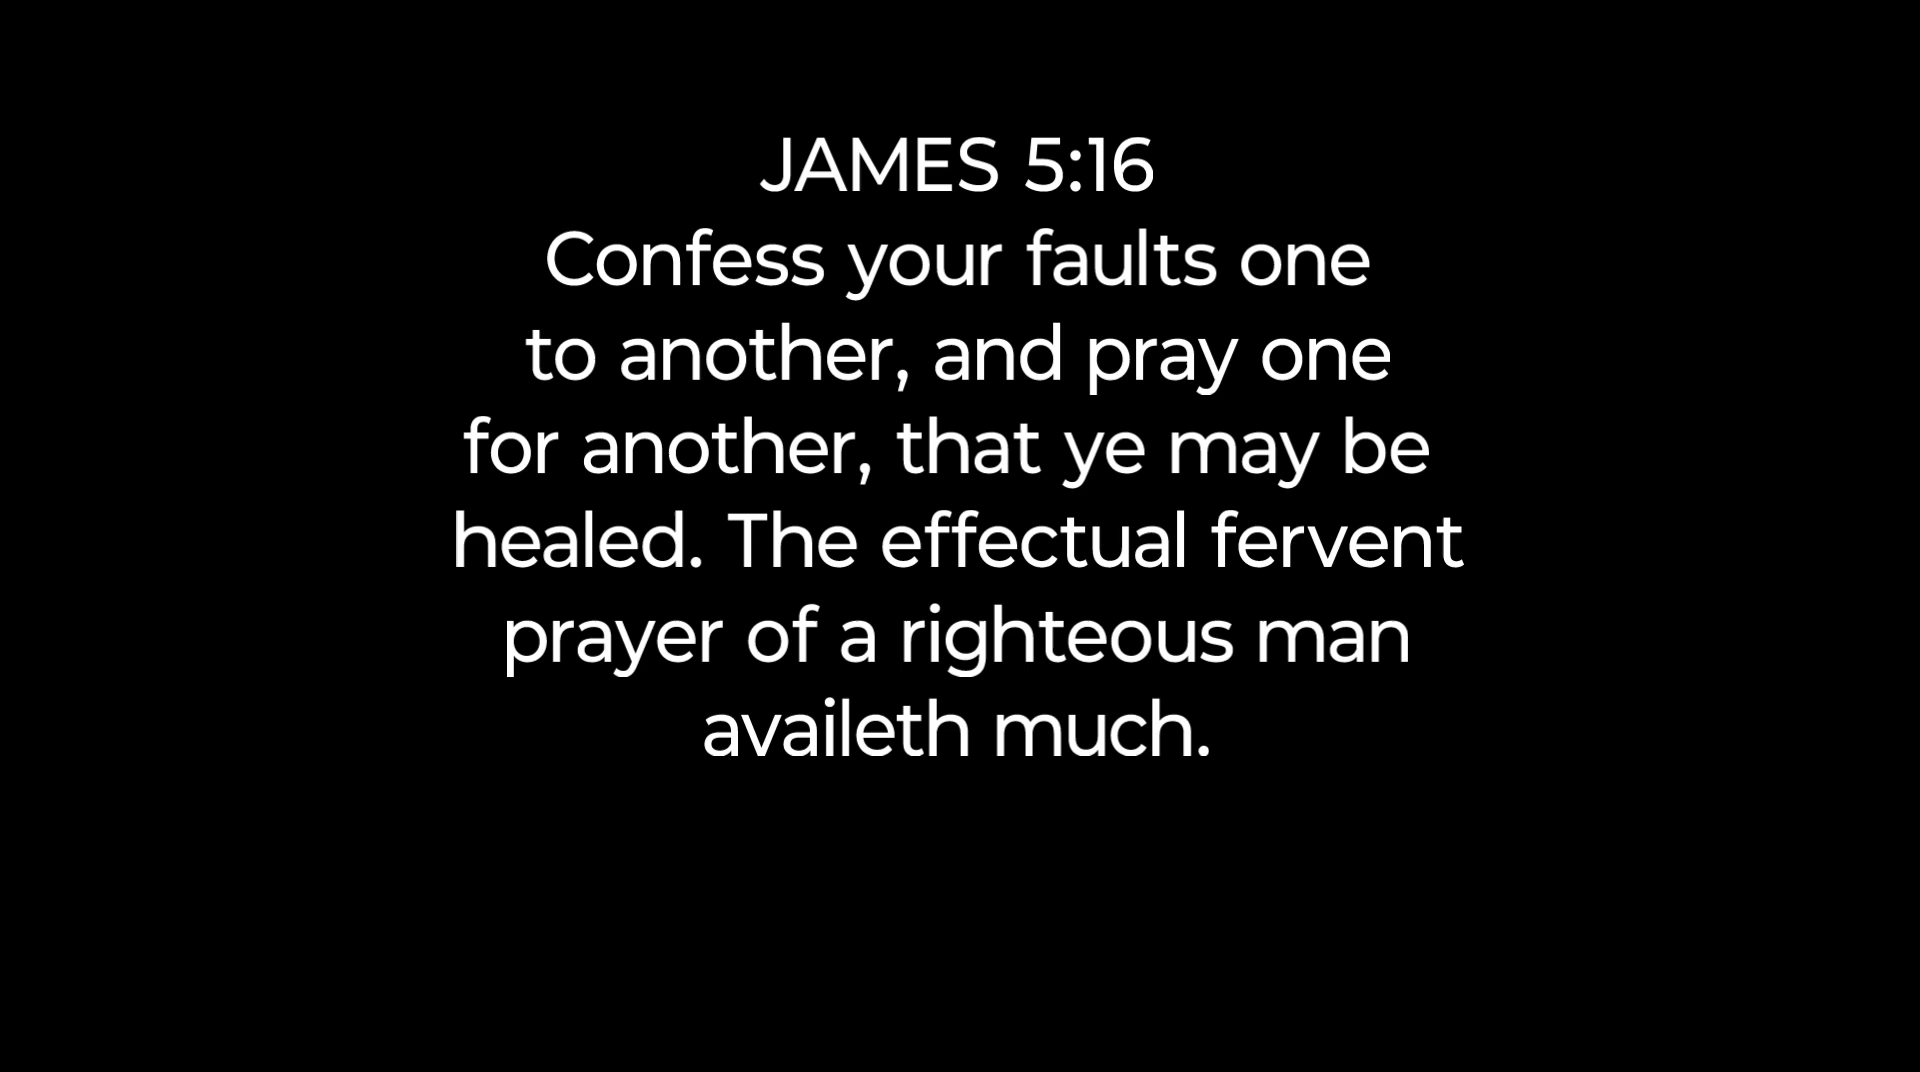 JAMES 5:16
Confess your faults one
to another, and pray one
for another, that ye may be
healed. The effectual fervent
prayer of a righteous man
availeth much.